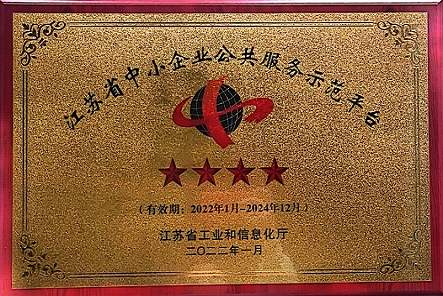 江苏省中小企业公共服务示范平台
(有效期：2022年1月-2024年12月)
江苏省工业和信息化厅
二〇二二年一月